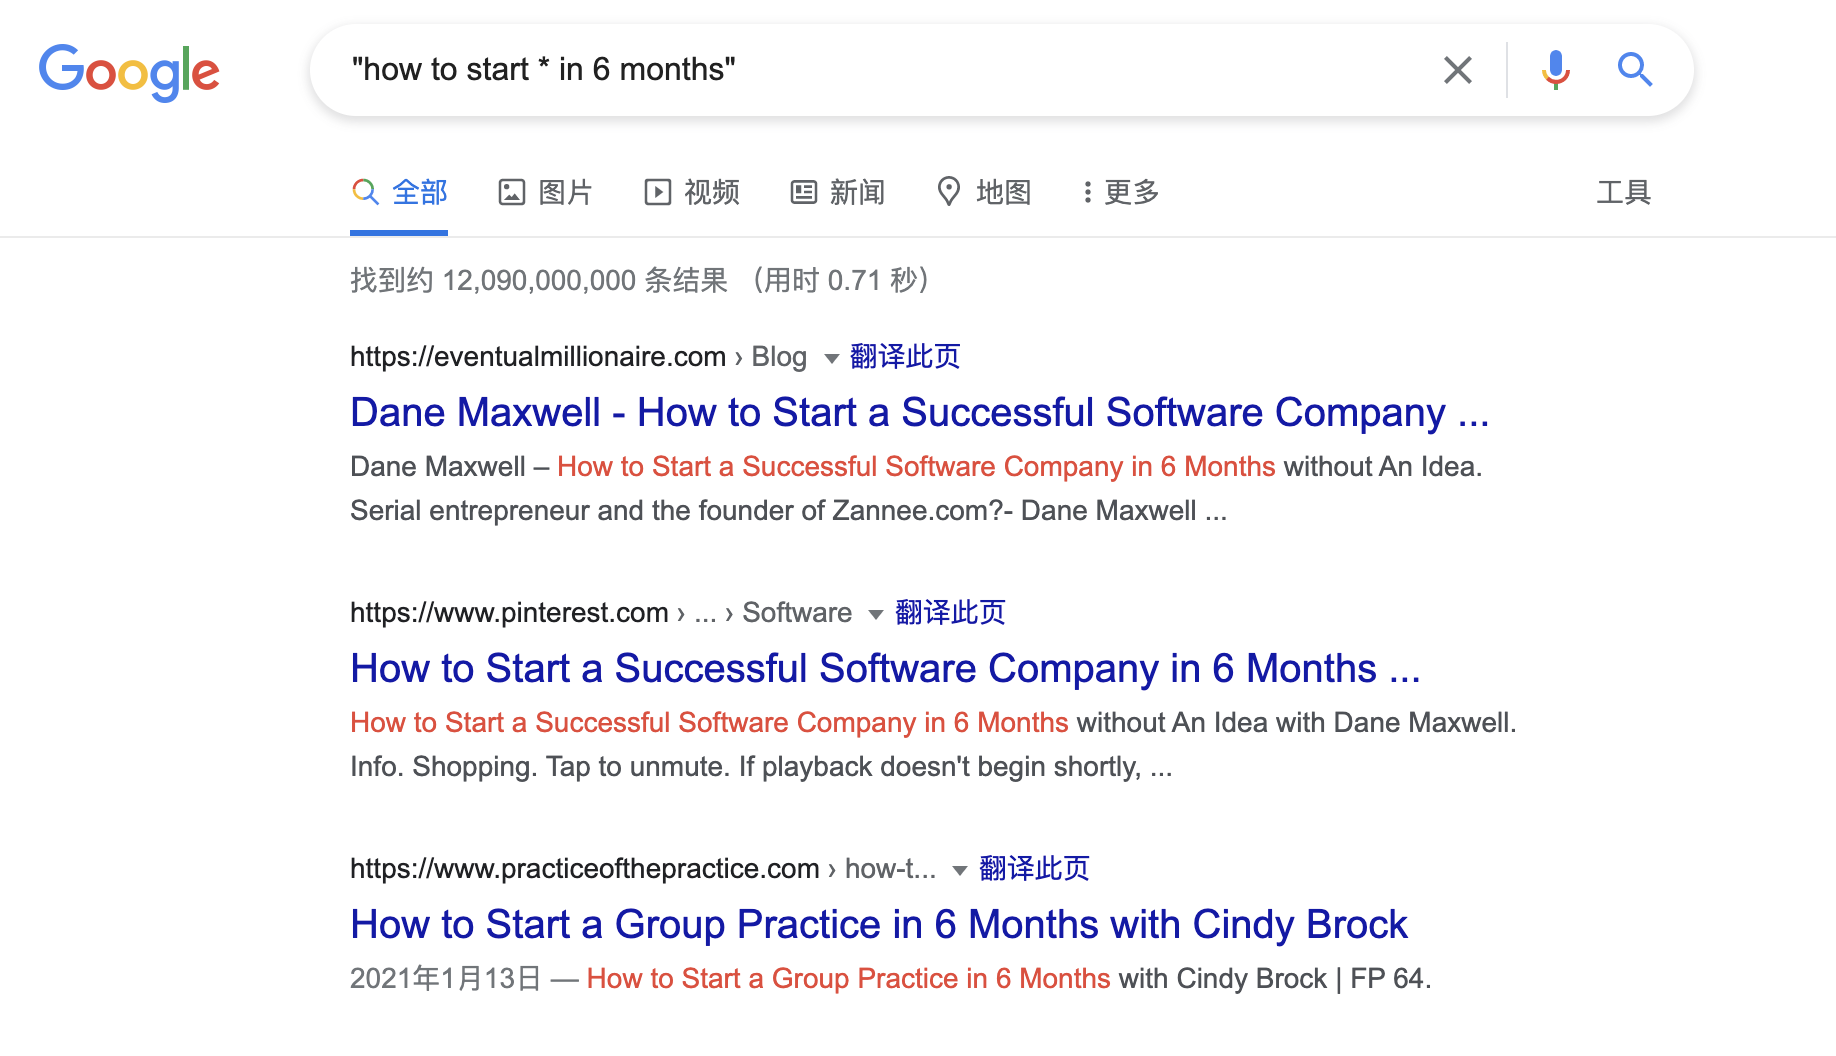 Google
"how to start * in 6 months"
全部 图片 视频 新闻 地图 更多 工具
找到约 12,090,000,000 条结果 （用时 0.71 秒）
https://eventualmillionaire.com › Blog 翻译此页
Dane Maxwell - How to Start a Successful Software Company ...
Dane Maxwell – How to Start a Successful Software Company in 6 Months without An Idea.
Serial entrepreneur and the founder of Zannee.com?- Dane Maxwell ...
https://www.pinterest.com › ... › Software 翻译此页
How to Start a Successful Software Company in 6 Months ...
How to Start a Successful Software Company in 6 Months without An Idea with Dane Maxwell.
Info. Shopping. Tap to unmute. If playback doesn't begin shortly, ...
https://www.practiceofthepractice.com › how-t... 翻译此页
How to Start a Group Practice in 6 Months with Cindy Brock
2021年1月13日 — How to Start a Group Practice in 6 Months with Cindy Brock | FP 64.